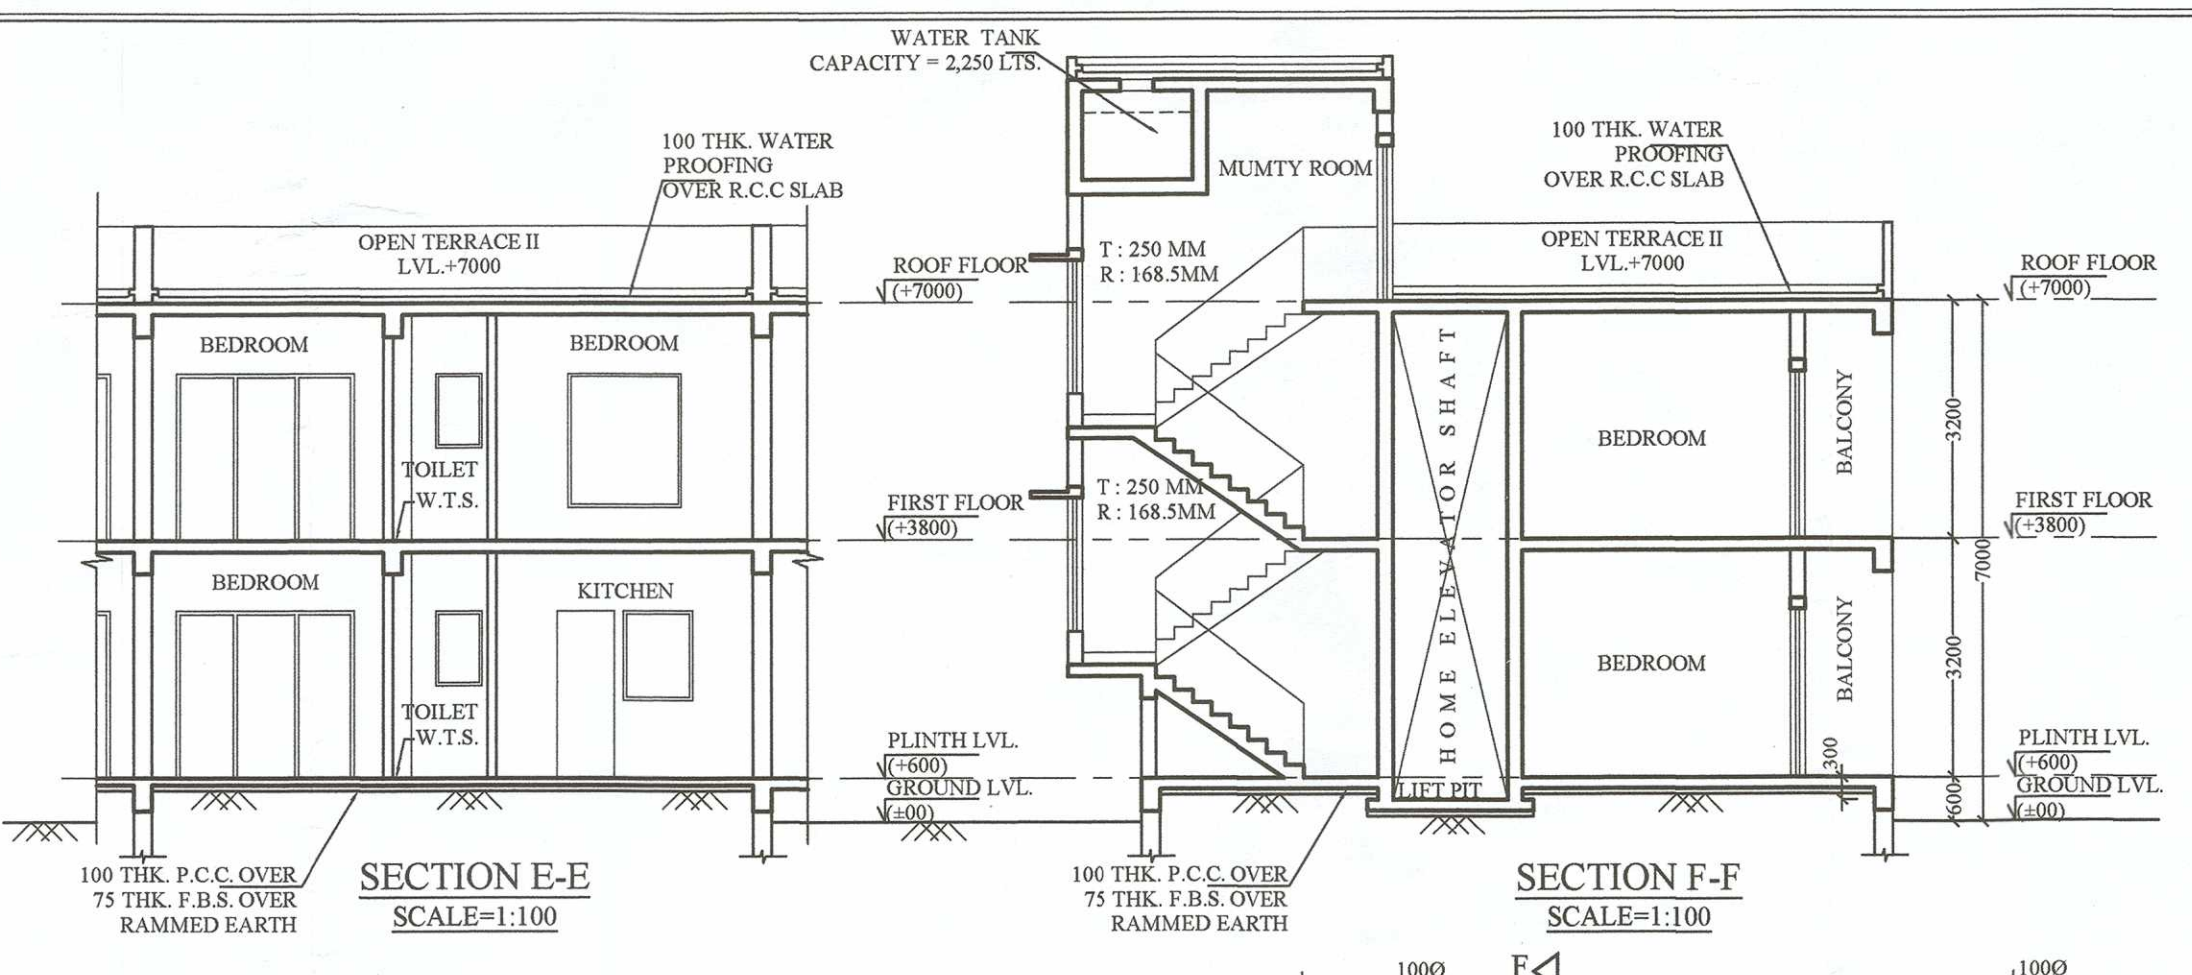 WATER TANK
CAPACITY = 2,250 LTS.
100 THK. WATER
PROOFING
OVER R.C.C SLAB
OPEN TERRACE II
LVL.+7000
BEDROOM
BEDROOM
TOILET
W.T.S.
BEDROOM
KITCHEN
TOILET
W.T.S.
100 THK. P.C.C. OVER
75 THK. F.B.S. OVER
RAMMED EARTH
SECTION E-E
SCALE=1:100
ROOF FLOOR
(+7000)
FIRST FLOOR
(+3800)
PLINTH LVL.
(+600)
GROUND LVL.
(±00)
MUMTY ROOM
T : 250 MM
R : 168.5MM
T : 250 MM
R : 168.5MM
HOME ELEVATOR SHAFT
LIFT PIT
100 THK. WATER
PROOFING
OVER R.C.C SLAB
OPEN TERRACE II
LVL.+7000
BEDROOM
BALCONY
BEDROOM
BALCONY
300
3200
3200
600
7000
ROOF FLOOR
(+7000)
FIRST FLOOR
(+3800)
PLINTH LVL.
(+600)
GROUND LVL.
(±00)
100 THK. P.C.C. OVER
75 THK. F.B.S. OVER
RAMMED EARTH
SECTION F-F
SCALE=1:100
100Ø
F
100Ø